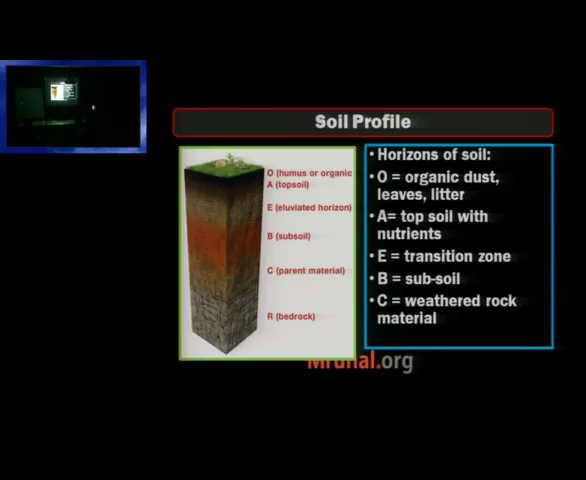 Soil Profile
O (humus or organic
A (topsoil)
E (eluviated horizon)
B (subsoil)
C (parent material)
R (bedrock)
• Horizons of soil:
• O = organic dust,
leaves, litter
• A= top soil with
nutrients
• E = transition zone
• B = sub-soil
• C = weathered rock
material
Mrunal.org